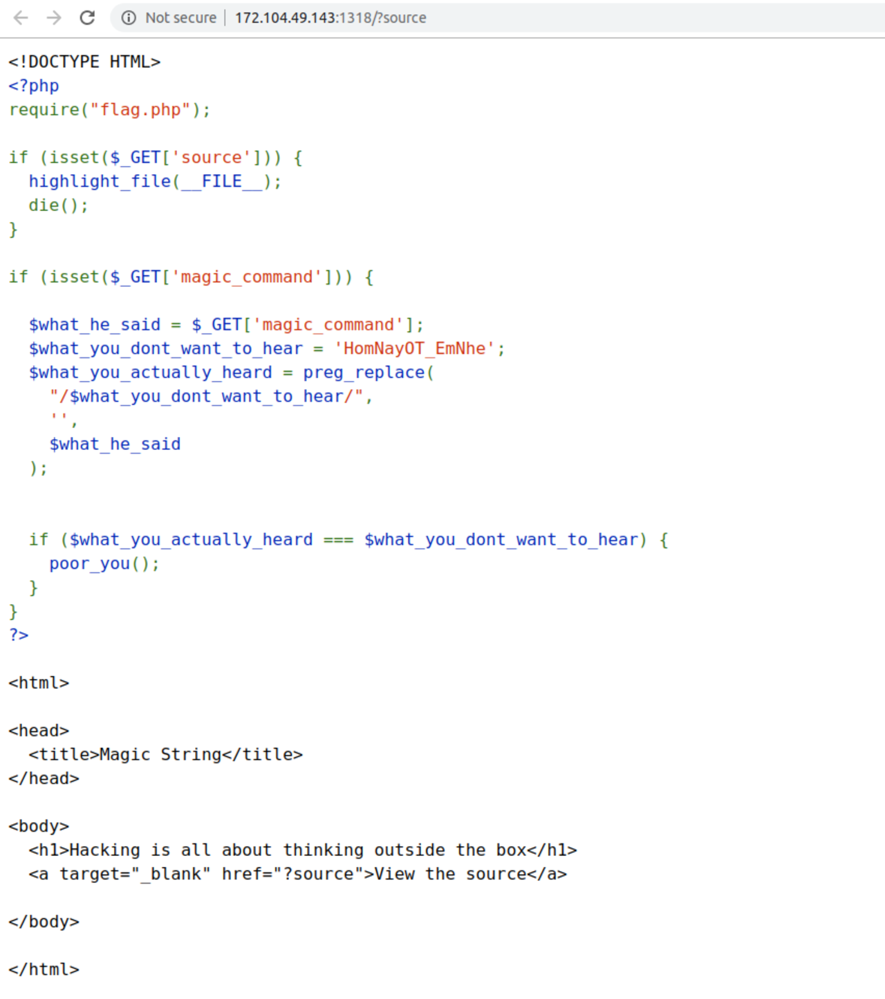 Not secure 172.104.49.143:1318/?source
<!DOCTYPE HTML>
<?php
require("flag.php");
if (isset($_GET['source'])) {
  highlight_file(__FILE__);
  die();
}
if (isset($_GET['magic_command'])) {
  $what_he_said = $_GET['magic_command'];
  $what_you_dont_want_to_hear = 'HomNayOT_EmNhe';
  $what_you_actually_heard = preg_replace(
    "/$what_you_dont_want_to_hear/",
    '',
    $what_he_said
  );
  if ($what_you_actually_heard === $what_you_dont_want_to_hear) {
    poor_you();
  }
}
?>
<html>
<head>
  <title>Magic String</title>
</head>
<body>
  <h1>Hacking is all about thinking outside the box</h1>
  <a target="_blank" href="?source">View the source</a>
</body>
</html>